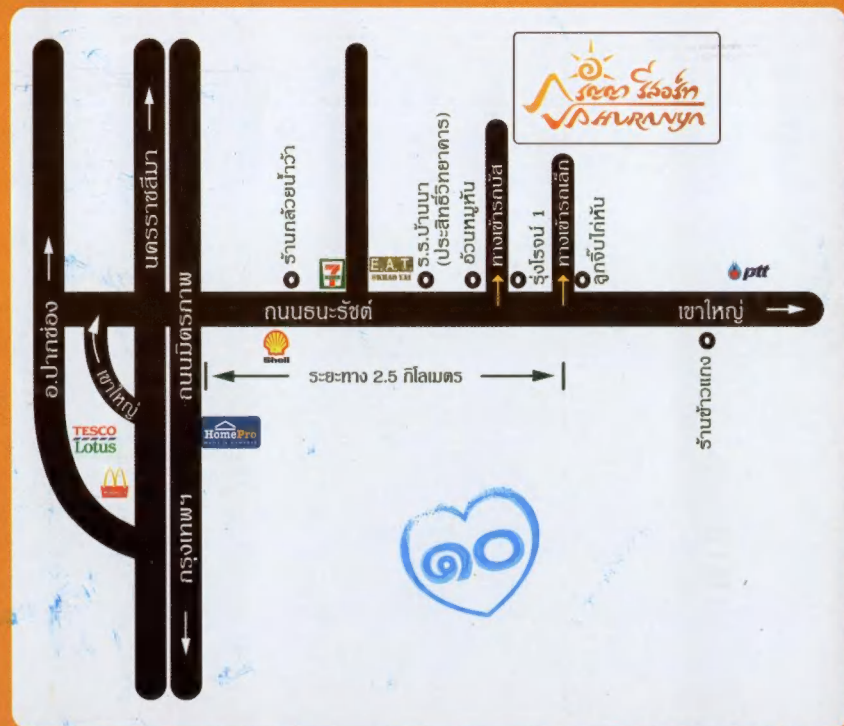 ภูรัญญา รีสอร์ท
PAHURANYA
นครราชสีมา
ถนนมิตรภาพ
กรุงเทพฯ
อ.ปากช่อง
เขาใหญ่
TESCO
Lotus
HomePro
ร้านกล้วยน้ำว้า
7
Shell
E.A.T.
@KHAO YAI
ร.ร.บ้านนา
(ประสิทธิ์วิทยาคาร)
อ้วนหมูหัน
ทางเข้ารถบัส
รุ่งโรจน์ 1
ทางเข้ารถเล็ก
ลูกจิ๊บไก่หัน
ptt
ถนนธนะรัชต์
เขาใหญ่
ระยะทาง 2.5 กิโลเมตร
ร้านข้าวแกง
๑๐